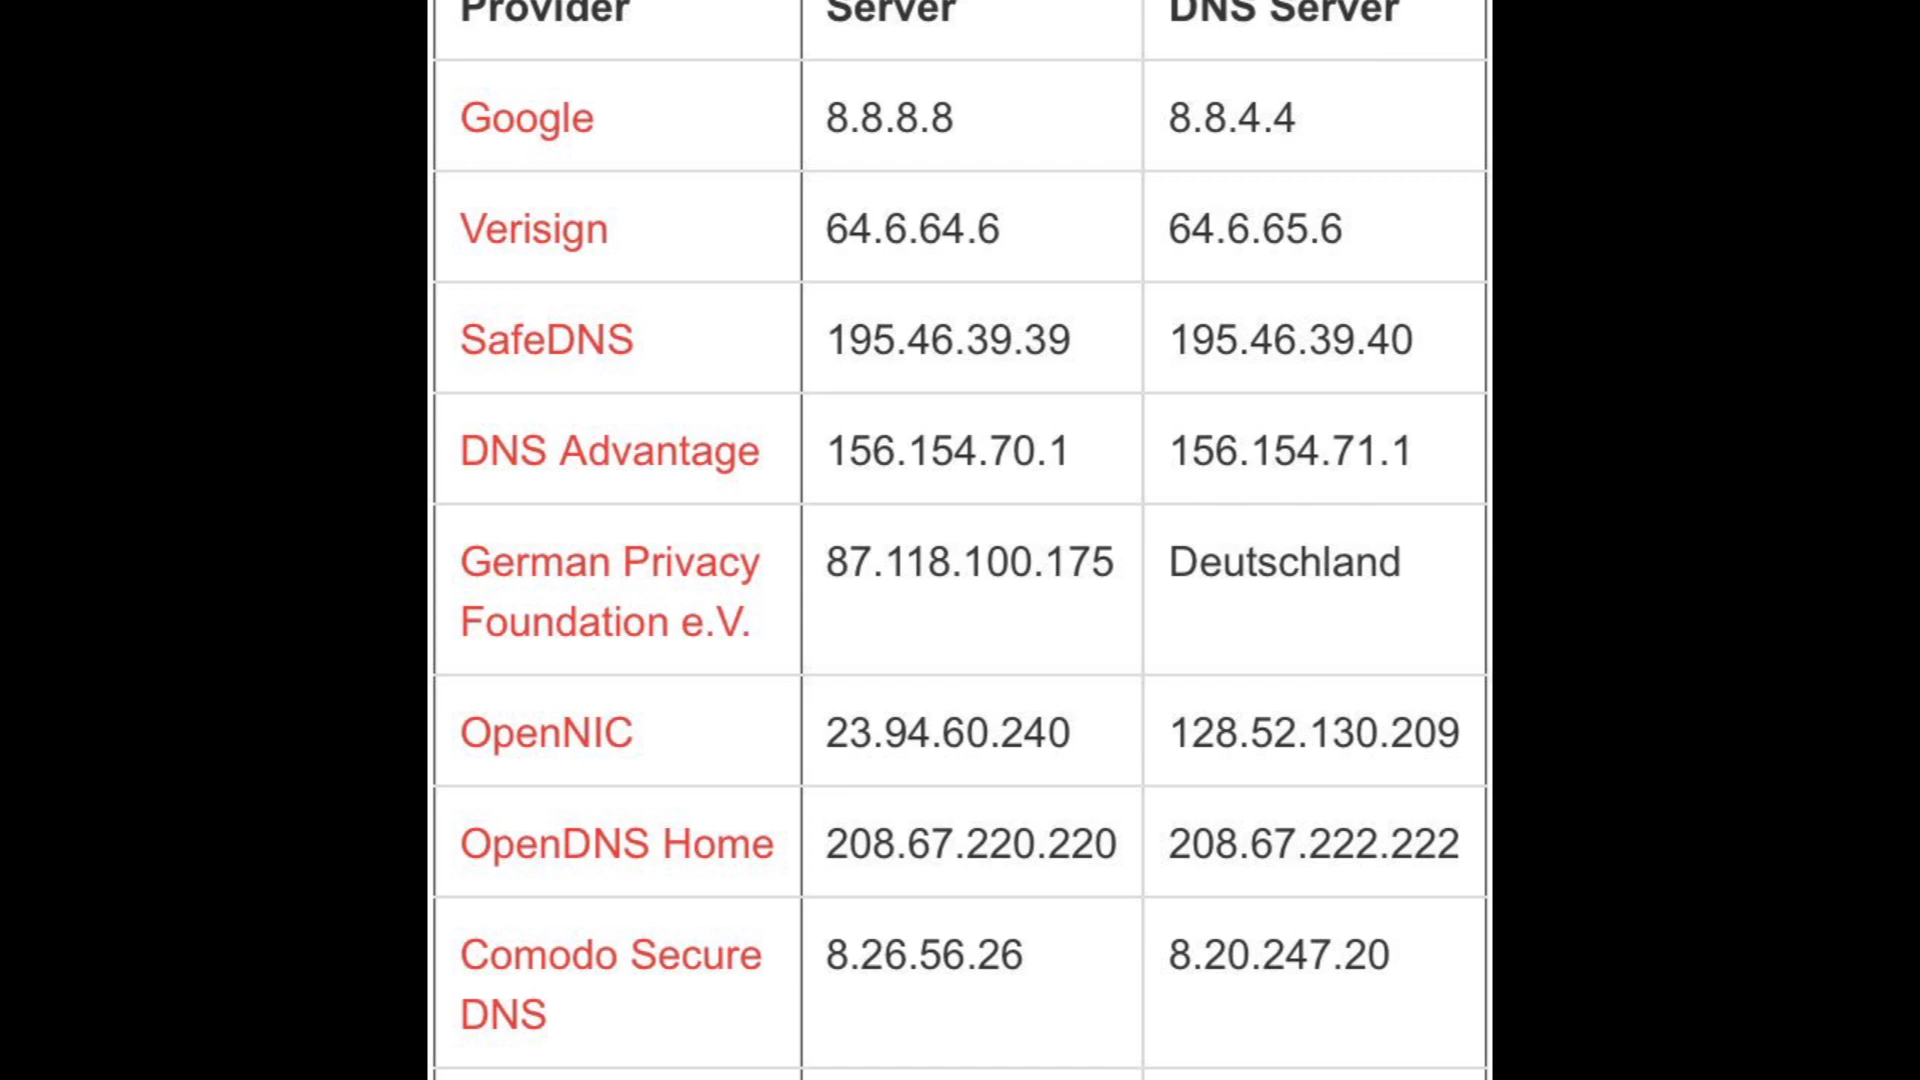 Provider Server DNS Server
Google 8.8.8.8 8.8.4.4
Verisign 64.6.64.6 64.6.65.6
SafeDNS 195.46.39.39 195.46.39.40
DNS Advantage 156.154.70.1 156.154.71.1
German Privacy 87.118.100.175 Deutschland
Foundation e.V.
OpenNIC 23.94.60.240 128.52.130.209
OpenDNS Home 208.67.220.220 208.67.222.222
Comodo Secure 8.26.56.26 8.20.247.20
DNS